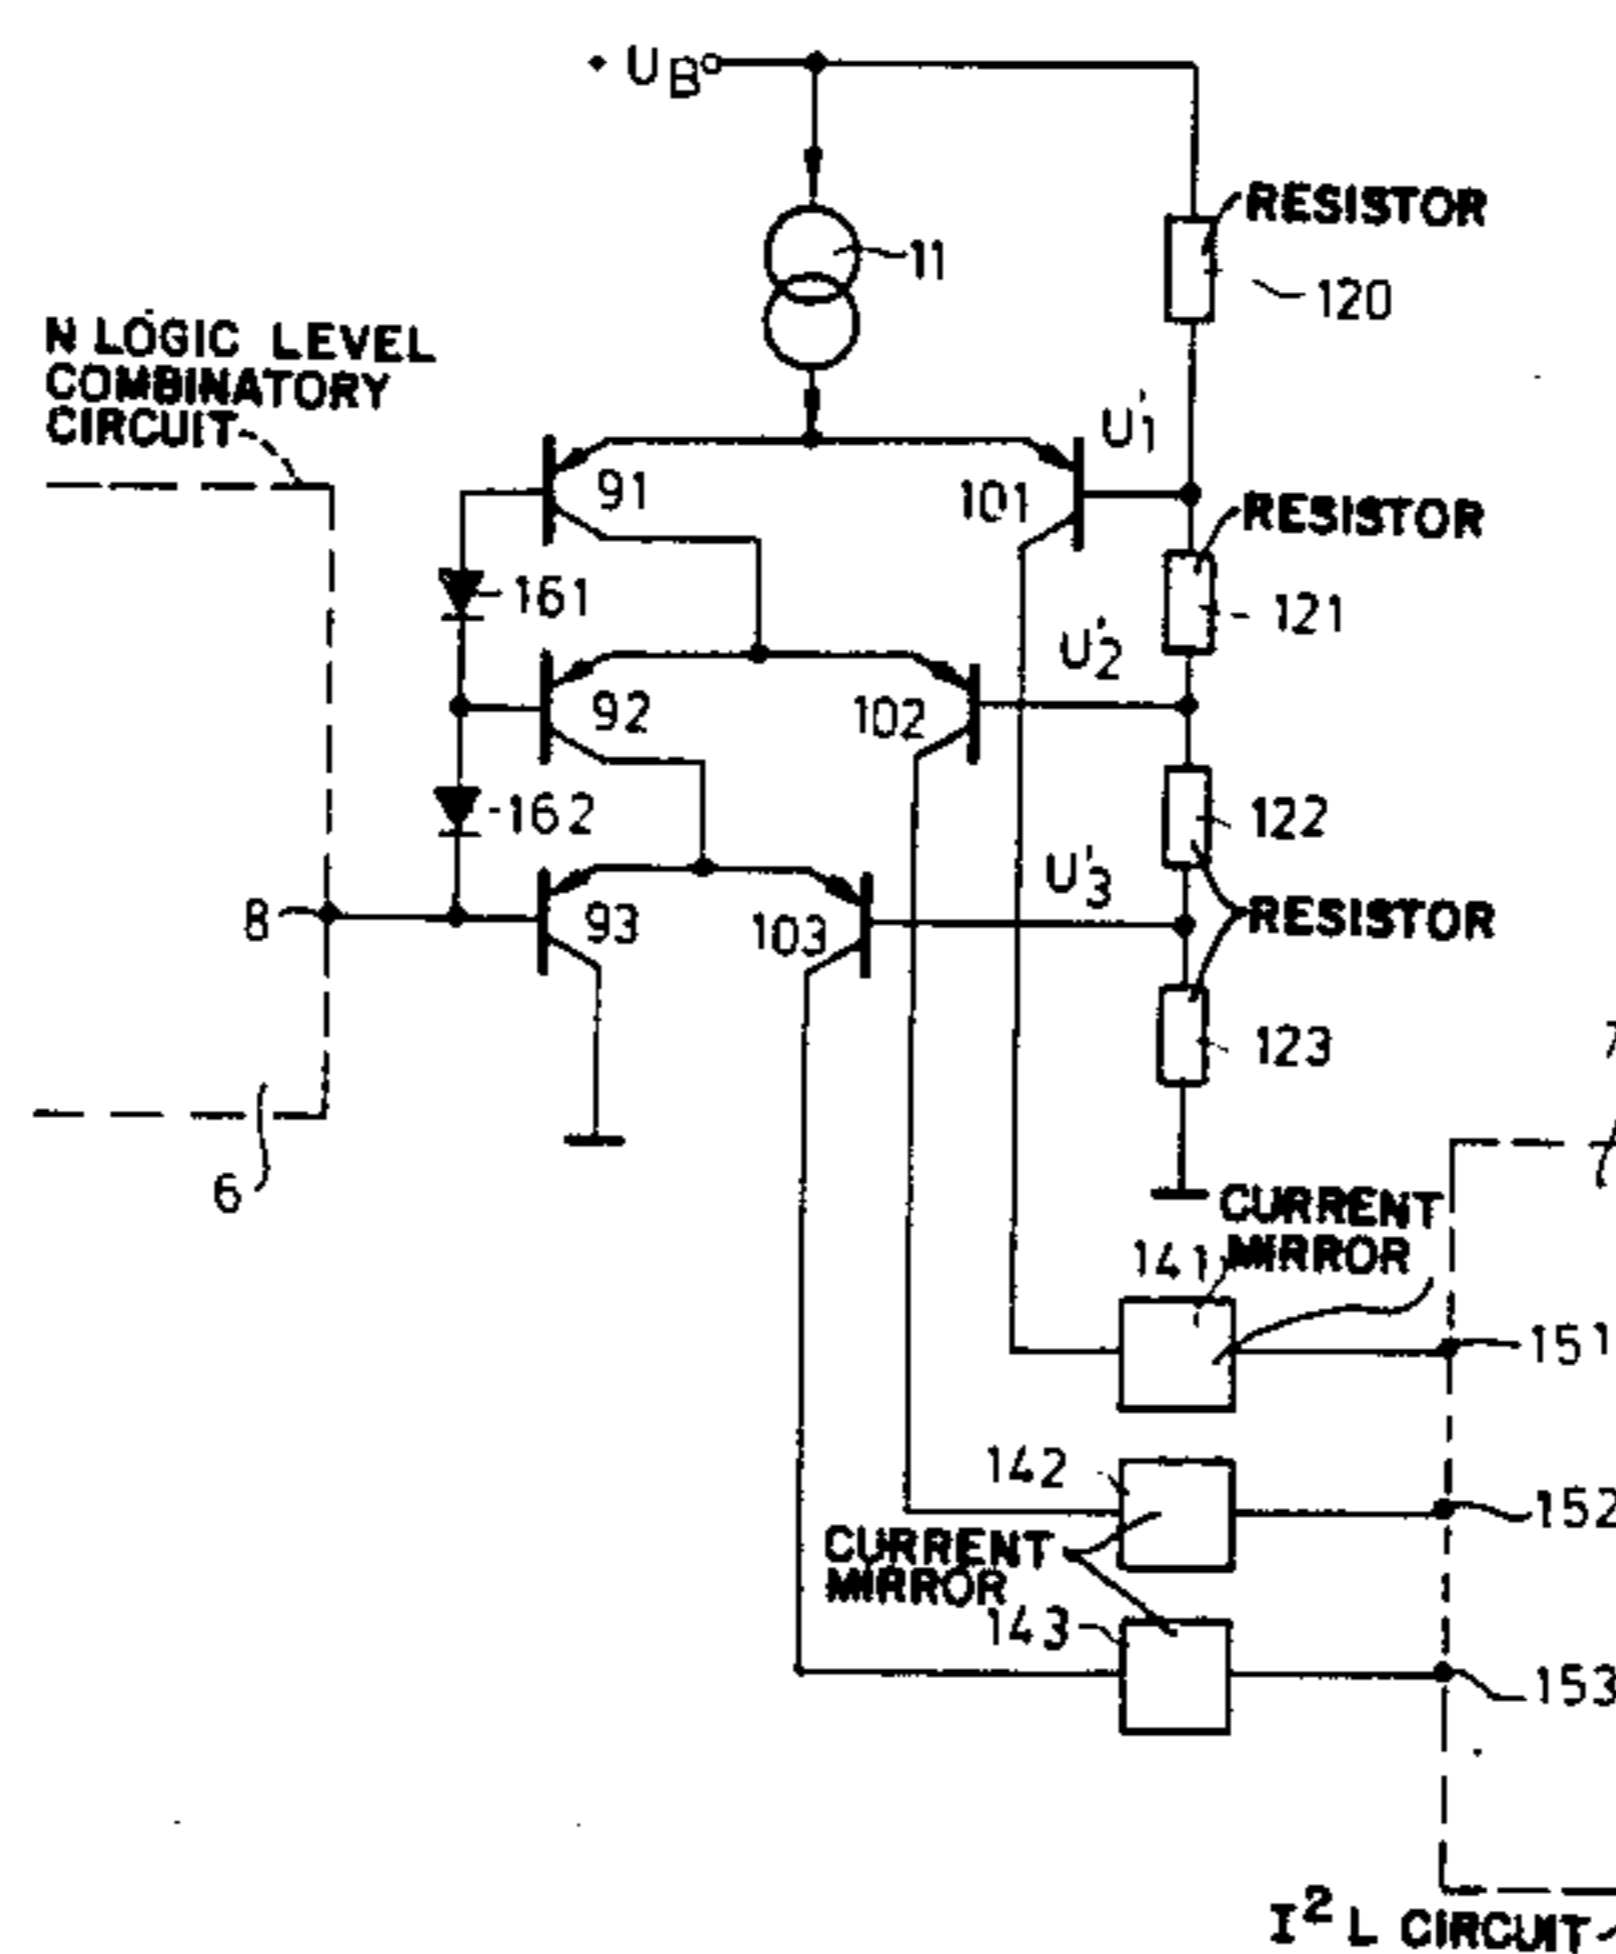 U B
RESISTOR
11
120
N LOGIC LEVEL
COMBINATORY
CIRCUIT
U'1
91
101
RESISTOR
161
121
U'2
92
102
162
122
U'3
8
93
103
RESISTOR
123
7
6
CURRENT
MIRROR
141
151
142
152
CURRENT
MIRROR
143
153
I² L CIRCUIT